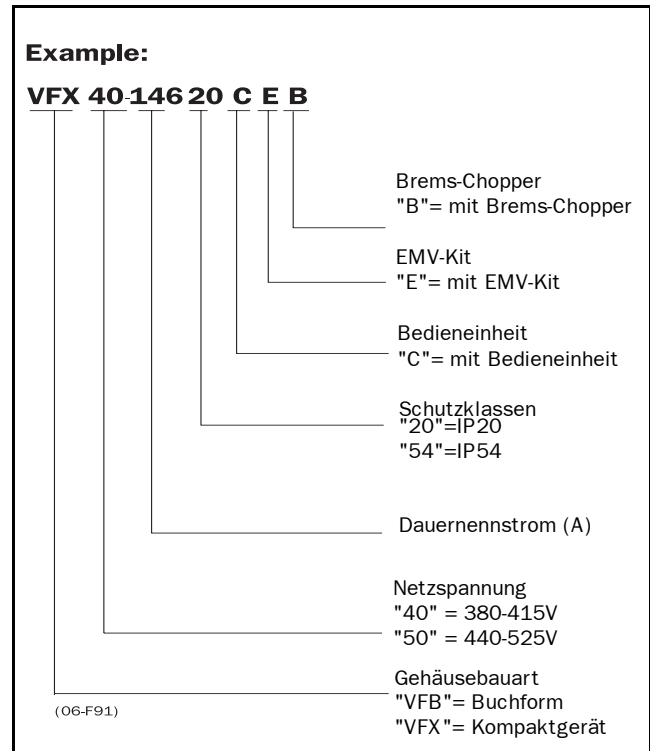 Example:
VFX 40-146 20 C E B
Brems-Chopper
"B"= mit Brems-Chopper
EMV-Kit
"E"= mit EMV-Kit
Bedieneinheit
"C"= mit Bedieneinheit
Schutzklassen
"20"=IP20
"54"=IP54
Dauernennstrom (A)
Netzspannung
"40" = 380-415V
"50" = 440-525V
Gehäusebauart
"VFB"= Buchform
"VFX"= Kompaktgerät
(06-F91)